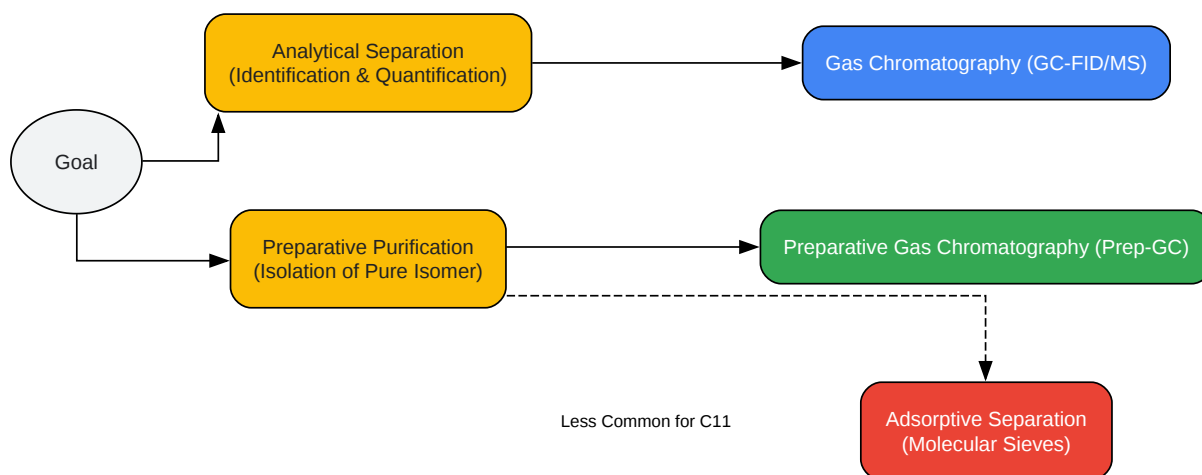 Analytical Separation
(Identification & Quantification)
Gas Chromatography (GC-FID/MS)
Goal
Preparative Purification
(Isolation of Pure Isomer)
Preparative Gas Chromatography (Prep-GC)
Less Common for C11
Adsorptive Separation
(Molecular Sieves)